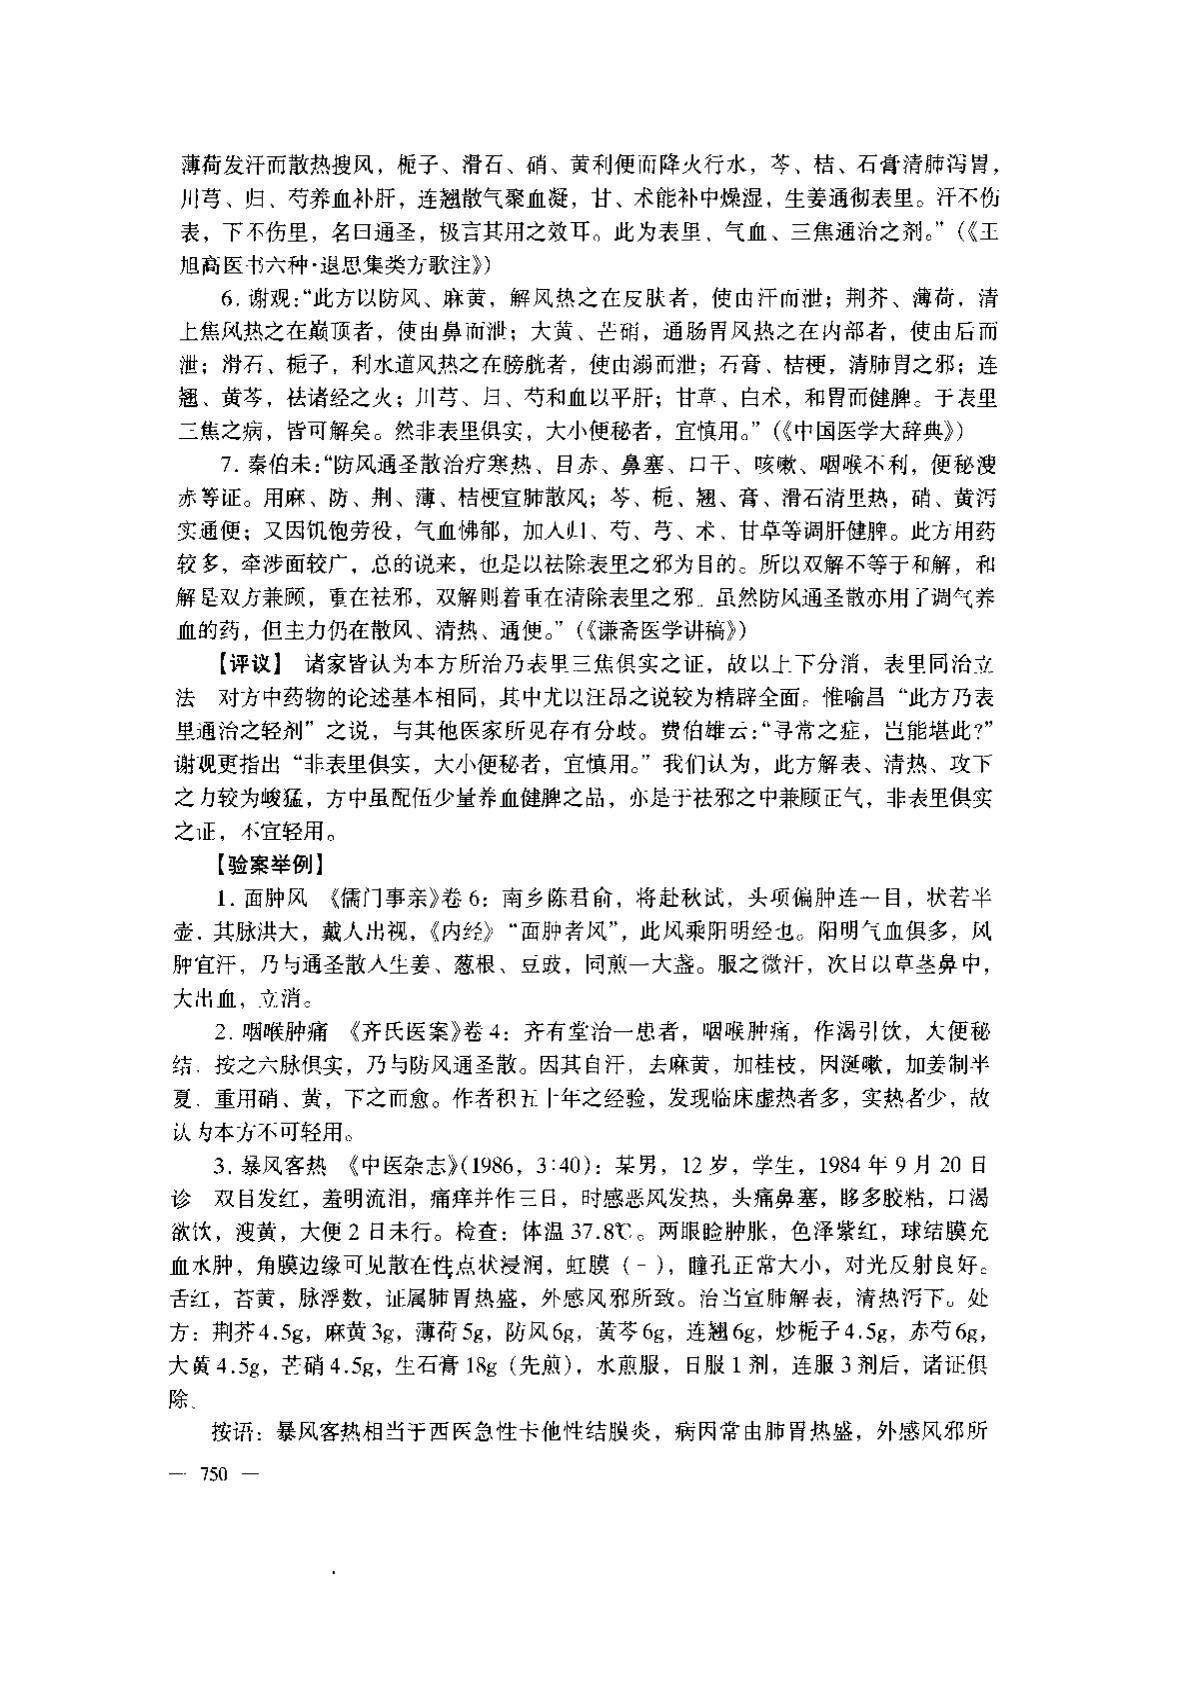 薄荷发汗而散热搜风，栀子、滑石、硝、黄利便而降火行水，芩、桔、石膏清肺泻胃，
川芎、归、芍养血补肝，连翘散气聚血凝，甘、术能补中燥湿，生姜通彻表里。汗不伤
表，下不伤里，名曰通圣，极言其用之效耳。此为表里、气血、三焦通治之剂。”（《王
旭高医书六种·退思集类方歌注》）
6. 谢观：“此方以防风、麻黄，解风热之在皮肤者，使由汗而泄；荆芥、薄荷，清
上焦风热之在巅顶者，使由鼻而泄；大黄、芒硝，通肠胃风热之在内部者，使由后而
泄；滑石、栀子，利水道风热之在膀胱者，使由溺而泄；石膏、桔梗，清肺胃之邪；连
翘、黄芩，祛诸经之火；川芎、归、芍和血以平肝；甘草、白术，和胃而健脾。于表里
三焦之病，皆可解矣。然非表里俱实，大小便秘者，宜慎用。”（《中国医学大辞典》）
7. 秦伯未：“防风通圣散治疗寒热、目赤、鼻塞、口干、咳嗽、咽喉不利，便秘溲
赤等证。用麻、防、荆、薄、桔梗宣肺散风；芩、栀、翘、膏、滑石清里热，硝、黄泻
实通便；又因饥饱劳役，气血怫郁，加入归、芍、芎、术、甘草等调肝健脾。此方用药
较多，牵涉面较广，总的说来，也是以祛除表里之邪为目的。所以双解不等于和解，和
解是双方兼顾，重在祛邪，双解则着重在清除表里之邪。虽然防风通圣散亦用了调气养
血的药，但主力仍在散风、清热、通便。”（《谦斋医学讲稿》）
【评议】 诸家皆认为本方所治乃表里三焦俱实之证，故以上下分消，表里同治立
法 对方中药物的论述基本相同，其中尤以汪昂之说较为精辟全面。惟喻昌“此方乃表
里通治之轻剂”之说，与其他医家所见存有分歧。费伯雄云：“寻常之症，岂能堪此？”
谢观更指出“非表里俱实，大小便秘者，宜慎用。”我们认为，此方解表、清热、攻下
之力较为峻猛，方中虽配伍少量养血健脾之品，亦是于祛邪之中兼顾正气，非表里俱实
之证，不宜轻用。
【验案举例】
1. 面肿风 《儒门事亲》卷 6：南乡陈君俞，将赴秋试，头项偏肿连一目，状若半
壶，其脉洪大，戴人出视，《内经》“面肿者风”，此风乘阳明经也。阳明气血俱多，风
肿宜汗，乃与通圣散入生姜、葱根、豆豉，同煎一大盏。服之微汗，次日以草茎鼻中，
大出血，立消。
2. 咽喉肿痛 《齐氏医案》卷 4：齐有堂治一患者，咽喉肿痛，作渴引饮，大便秘
结，按之六脉俱实，乃与防风通圣散。因其自汗，去麻黄，加桂枝，因涎嗽，加姜制半
夏，重用硝、黄，下之而愈。作者积五十年之经验，发现临床虚热者多，实热者少，故
认为本方不可轻用。
3. 暴风客热 《中医杂志》（1986，3:40）：某男，12 岁，学生，1984 年 9 月 20 日
诊 双目发红，羞明流泪，痛痒并作三日，时感恶风发热，头痛鼻塞，眵多胶粘，口渴
欲饮，溲黄，大便 2 日未行。检查：体温 37.8℃。两眼睑肿胀，色泽紫红，球结膜充
血水肿，角膜边缘可见散在性点状浸润，虹膜（-），瞳孔正常大小，对光反射良好。
舌红，苔黄，脉浮数，证属肺胃热盛，外感风邪所致。治当宣肺解表，清热泻下。处
方：荆芥 4.5g，麻黄 3g，薄荷 5g，防风 6g，黄芩 6g，连翘 6g，炒栀子 4.5g，赤芍 6g，
大黄 4.5g，芒硝 4.5g，生石膏 18g（先煎），水煎服，日服 1 剂，连服 3 剂后，诸证俱
除。
按语：暴风客热相当于西医急性卡他性结膜炎，病因常由肺胃热盛，外感风邪所
— 750 —